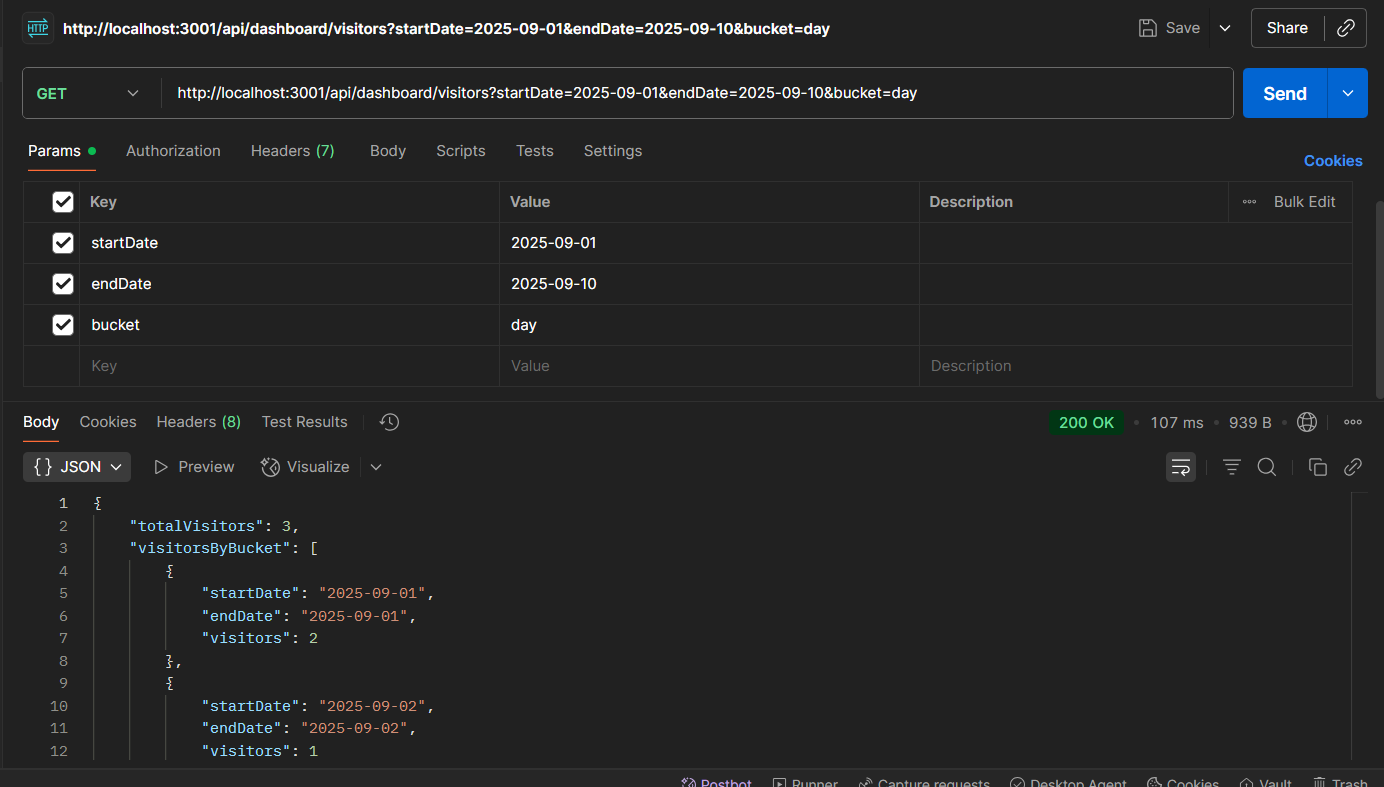 HTTP http://localhost:3001/api/dashboard/visitors?startDate=2025-09-01&endDate=2025-09-10&bucket=day Save Share
GET http://localhost:3001/api/dashboard/visitors?startDate=2025-09-01&endDate=2025-09-10&bucket=day Send
Params Authorization Headers (7) Body Scripts Tests Settings Cookies
Key Value Description Bulk Edit
startDate 2025-09-01
endDate 2025-09-10
bucket day
Key Value Description
Body Cookies Headers (8) Test Results 200 OK 107 ms 939 B
{} JSON Preview Visualize
1 {
2 "totalVisitors": 3,
3 "visitorsByBucket": [
4 {
5 "startDate": "2025-09-01",
6 "endDate": "2025-09-01",
7 "visitors": 2
8 },
9 {
10 "startDate": "2025-09-02",
11 "endDate": "2025-09-02",
12 "visitors": 1
Postbot Runner Capture requests Desktop Agent Cookies Vault Trash